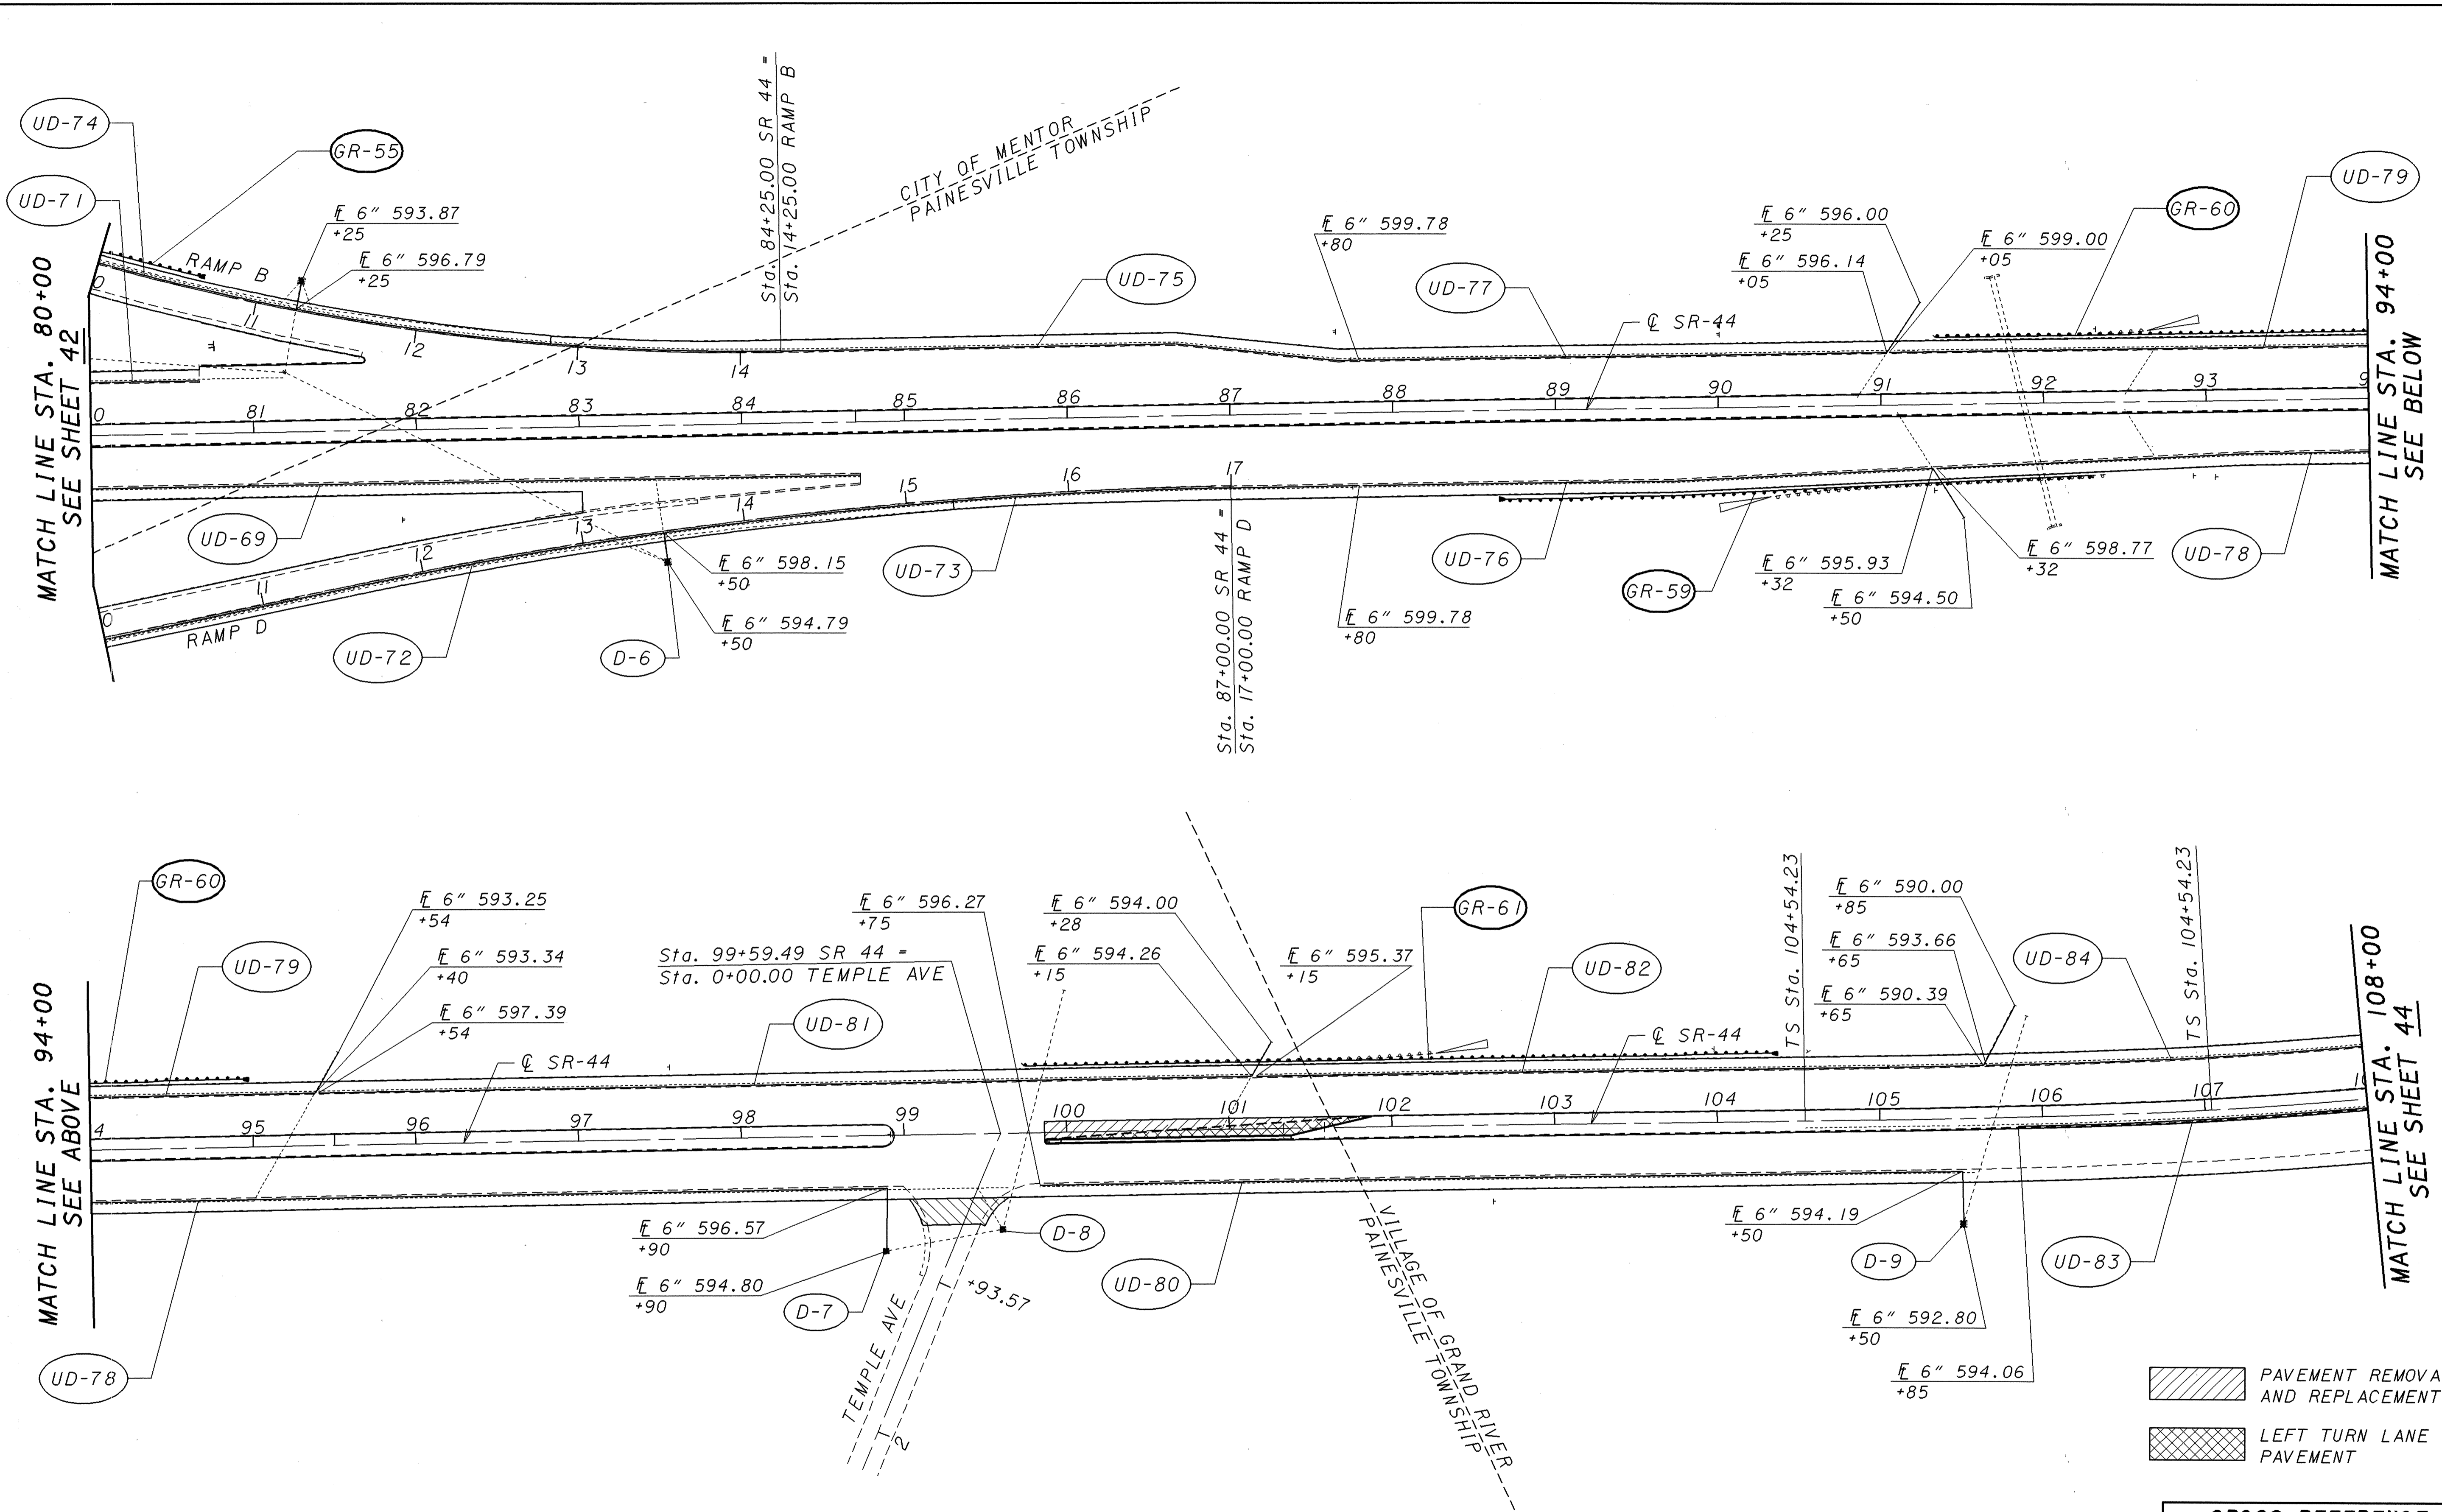 MATCH LINE STA. 80+00
SEE SHEET 42
UD-74
GR-55
UD-71
℄ 6" 593.87
+25
℄ 6" 596.79
+25
RAMP B
Sta. 84+25.00 SR 44 =
Sta. 14+25.00 RAMP B
CITY OF MENTOR
PAINESVILLE TOWNSHIP
UD-75
℄ 6" 599.78
+80
UD-77
℄ SR-44
℄ 6" 596.00
+25
℄ 6" 596.14
+05
℄ 6" 599.00
+05
GR-60
UD-79
MATCH LINE STA. 94+00
SEE BELOW
0
11
12
13
14
0
81
82
83
84
85
86
87
88
89
90
91
92
93
9
0
11
12
13
14
15
16
17
UD-69
RAMP D
UD-72
D-6
℄ 6" 598.15
+50
℄ 6" 594.79
+50
UD-73
Sta. 87+00.00 SR 44 =
Sta. 17+00.00 RAMP D
℄ 6" 599.78
+80
UD-76
GR-59
℄ 6" 595.93
+32
℄ 6" 594.50
+50
℄ 6" 598.77
+32
UD-78
MATCH LINE STA. 94+00
SEE ABOVE
GR-60
UD-79
℄ 6" 593.25
+54
℄ 6" 593.34
+40
℄ 6" 597.39
+54
℄ SR-44
Sta. 99+59.49 SR 44 =
Sta. 0+00.00 TEMPLE AVE
UD-81
℄ 6" 596.27
+75
℄ 6" 594.00
+28
℄ 6" 594.26
+15
℄ 6" 595.37
+15
GR-61
UD-82
℄ SR-44
TS Sta. 104+54.23
℄ 6" 590.00
+85
℄ 6" 593.66
+65
℄ 6" 590.39
+65
UD-84
TS Sta. 104+54.23
MATCH LINE STA. 108+00
SEE SHEET 44
4
95
96
97
98
99
100
101
102
103
104
105
106
107
10
UD-78
℄ 6" 596.57
+90
℄ 6" 594.80
+90
D-7
D-8
TEMPLE AVE
+93.57
2
UD-80
VILLAGE OF GRAND RIVER
PAINESVILLE TOWNSHIP
℄ 6" 594.19
+50
D-9
℄ 6" 592.80
+50
℄ 6" 594.06
+85
UD-83
PAVEMENT REMOVA
AND REPLACEMENT
LEFT TURN LANE
PAVEMENT